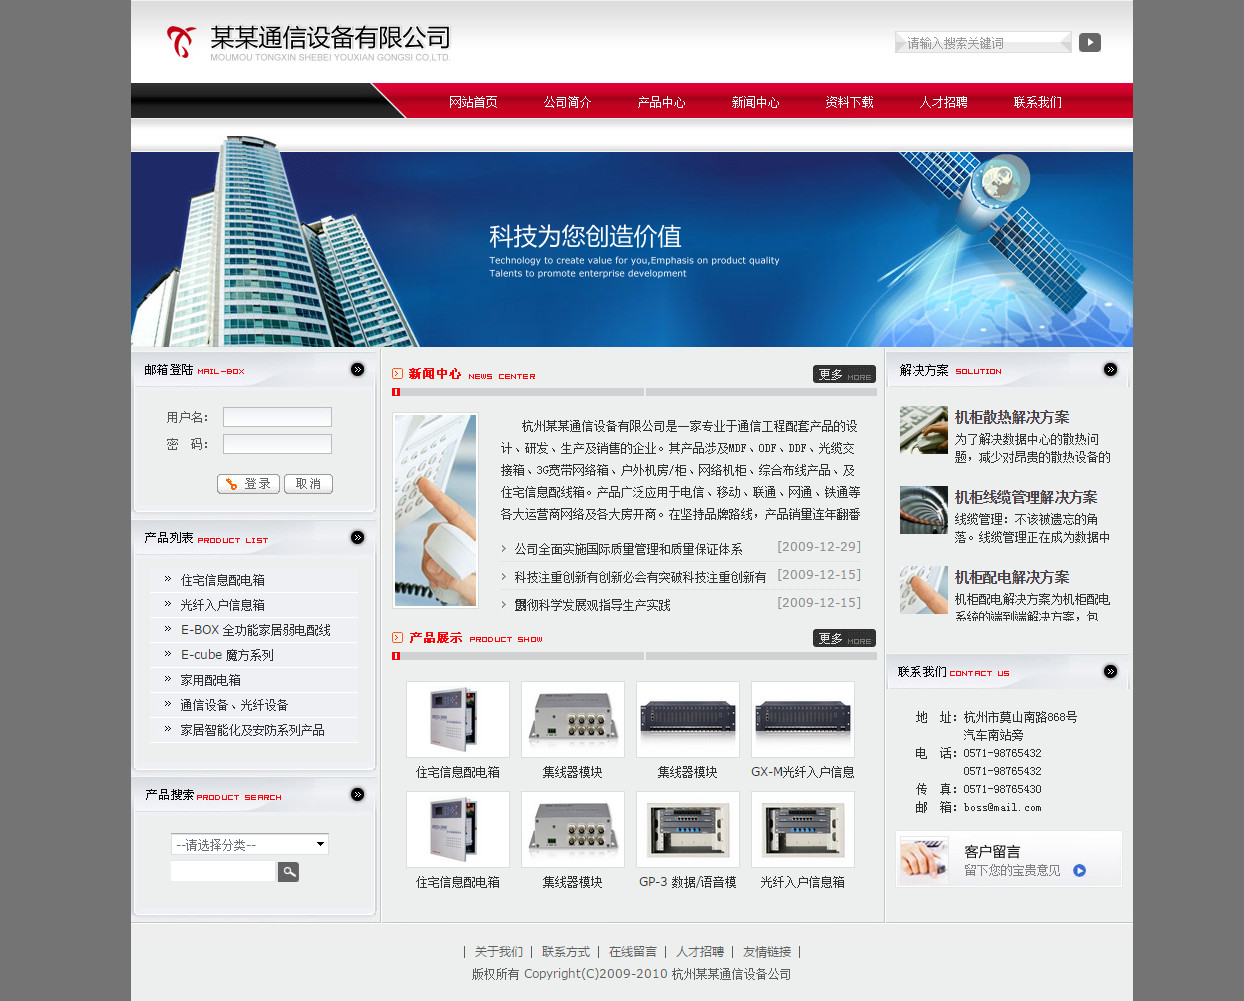 某某通信设备有限公司
MOUMOU TONGXIN SHEBEI YOUXIAN GONGSI CO,LTD.
请输入搜索关键词
网站首页 公司简介 产品中心 新闻中心 资料下载 人才招聘 联系我们
科技为您创造价值
Technology to create value for you,Emphasis on product quality
Talents to promote enterprise development
邮箱登陆 MAIL-BOX
用户名：
密 码：
登录 取消
产品列表 PRODUCT LIST
住宅信息配电箱
光纤入户信息箱
E-BOX 全功能家居弱电配线
E-cube 魔方系列
家用配电箱
通信设备、光纤设备
家居智能化及安防系列产品
产品搜索 PRODUCT SEARCH
--请选择分类--
新闻中心 NEWS CENTER 更多 MORE
杭州某某通信设备有限公司是一家专业于通信工程配套产品的设
计、研发、生产及销售的企业。其产品涉及MDF、ODF、DDF、光缆交
接箱、3G宽带网络箱、户外机房/柜、网络机柜、综合布线产品、及
住宅信息配线箱。产品广泛应用于电信、移动、联通、网通、铁通等
各大运营商网络及各大房开商。在坚持品牌路线，产品销量连年翻番
公司全面实施国际质量管理和质量保证体系 [2009-12-29]
科技注重创新有创新必会有突破科技注重创新有 [2009-12-15]
彻科学发展观指导生产实践 [2009-12-15]
产品展示 PRODUCT SHOW 更多 MORE
住宅信息配电箱 集线器模块 集线器模块 GX-M光纤入户信息
住宅信息配电箱 集线器模块 GP-3 数据/语音模 光纤入户信息箱
解决方案 SOLUTION
机柜散热解决方案
为了解决数据中心的散热问
题，减少对昂贵的散热设备的
机柜线缆管理解决方案
线缆管理：不该被遗忘的角
落。线缆管理正在成为数据中
机柜配电解决方案
机柜配电解决方案为机柜配电
系统的端到端解决方案，包
联系我们 CONTACT US
地 址：杭州市莫山南路868号
汽车南站旁
电 话：0571-98765432
0571-98765432
传 真：0571-98765430
邮 箱：boss@mail.com
客户留言
留下您的宝贵意见
| 关于我们 | 联系方式 | 在线留言 | 人才招聘 | 友情链接 |
版权所有 Copyright(C)2009-2010 杭州某某通信设备公司